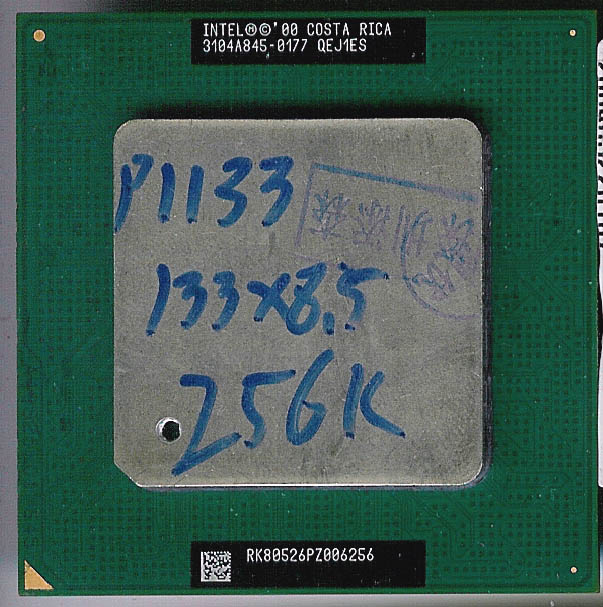 INTEL®©'00 COSTA RICA
3104A845-0177 QEJ1ES
P1133
133×8.5
256K
RK80526PZ006256